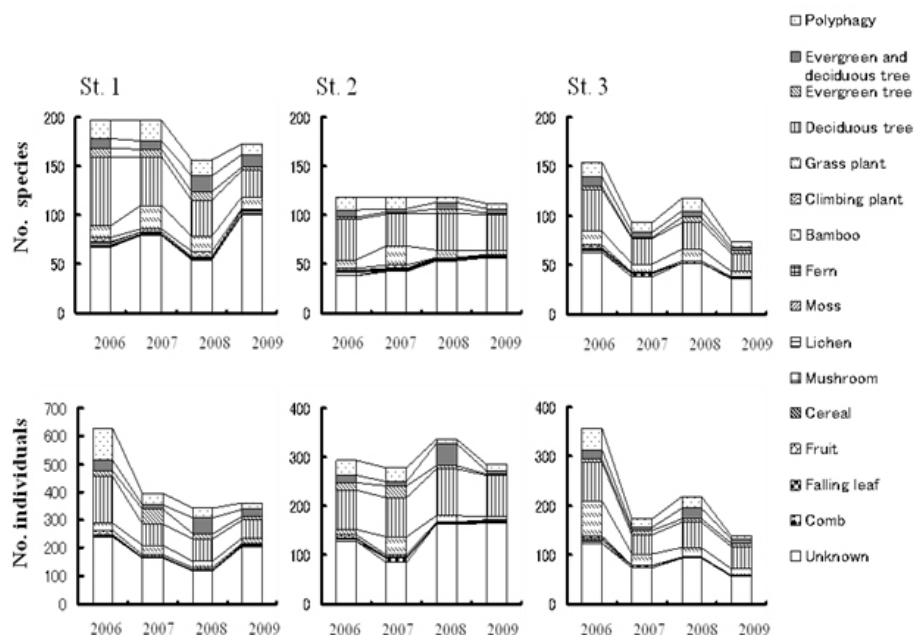 St. 1
St. 2
St. 3
No. species
200
150
100
50
0
2006 2007 2008 2009
200
150
100
50
0
2006 2007 2008 2009
200
150
100
50
0
2006 2007 2008 2009
No. individuals
700
600
500
400
300
200
100
0
2006 2007 2008 2009
400
300
200
100
0
2006 2007 2008 2009
400
300
200
100
0
2006 2007 2008 2009
Polyphagy
Evergreen and
deciduous tree
Evergreen tree
Deciduous tree
Grass plant
Climbing plant
Bamboo
Fern
Moss
Lichen
Mushroom
Cereal
Fruit
Falling leaf
Comb
Unknown